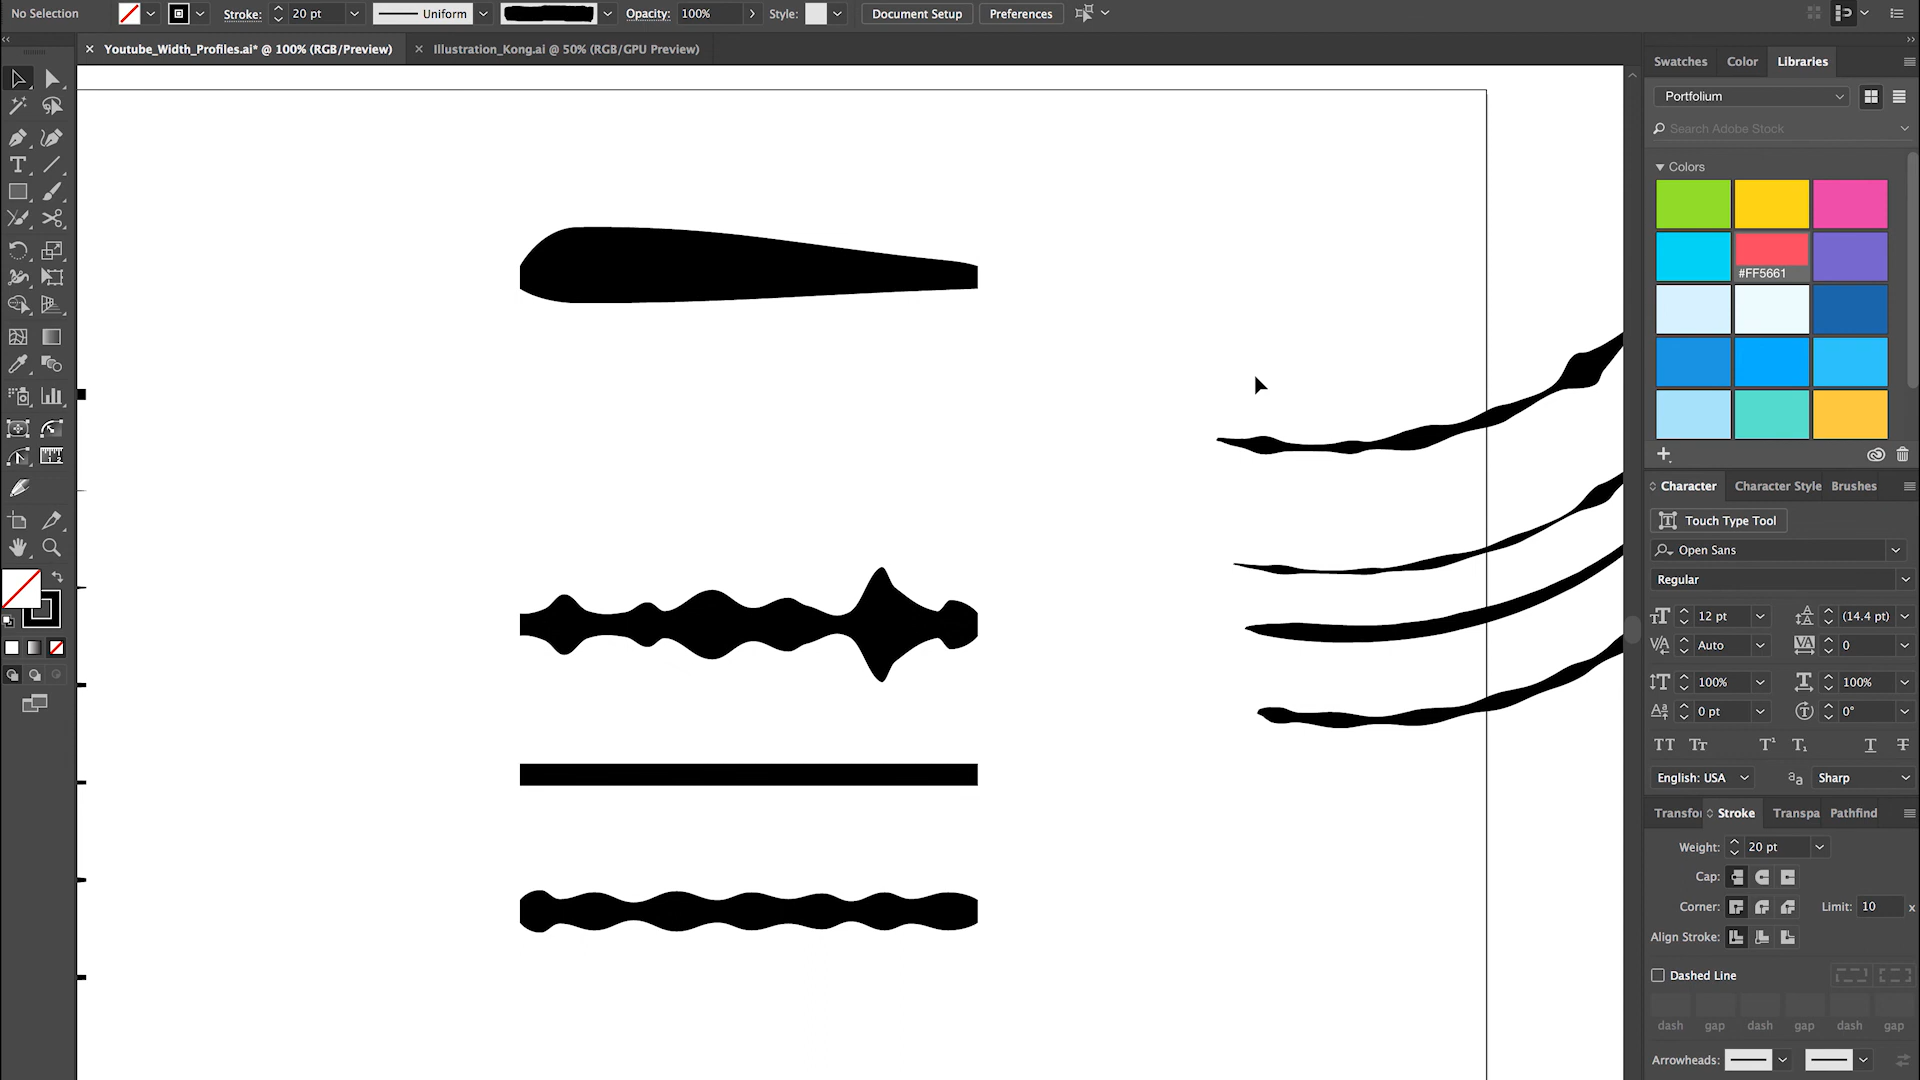 No Selection Stroke: 20 pt Uniform Opacity: 100% Style: Document Setup Preferences
Youtube_Width_Profiles.ai* @ 100% (RGB/Preview) Illustration_Kong.ai @ 50% (RGB/GPU Preview)
Swatches Color Libraries
Portfolium
Search Adobe Stock
Colors
#FF5661
Character Character Style Brushes
Touch Type Tool
Open Sans
Regular
12 pt (14.4 pt)
Auto 0
100% 100%
0 pt 0°
English: USA Sharp
Transfor Stroke Transpa Pathfind
Weight: 20 pt
Cap:
Corner: Limit: 10 x
Align Stroke:
Dashed Line
dash gap dash gap dash gap
Arrowheads: